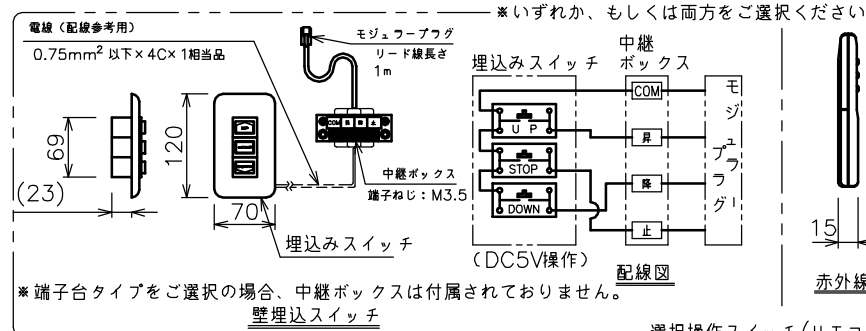 ※いずれか、もしくは両方をご選択ください
電線（配線参考用）
0.75mm² 以下×4C×1相当品
モジュラープラグ
リード線長さ
1m
COM 昇 降 止
69
120
(23)
70
中継ボックス
端子ねじ：M3.5
埋込みスイッチ
埋込みスイッチ
中継
ボックス
COM
UP
昇
STOP
降
DOWN
止
モジュラー
プラグ
(DC5V操作)
配線図
15
赤外線
※端子台タイプをご選択の場合、中継ボックスは付属されておりません。
壁埋込スイッチ